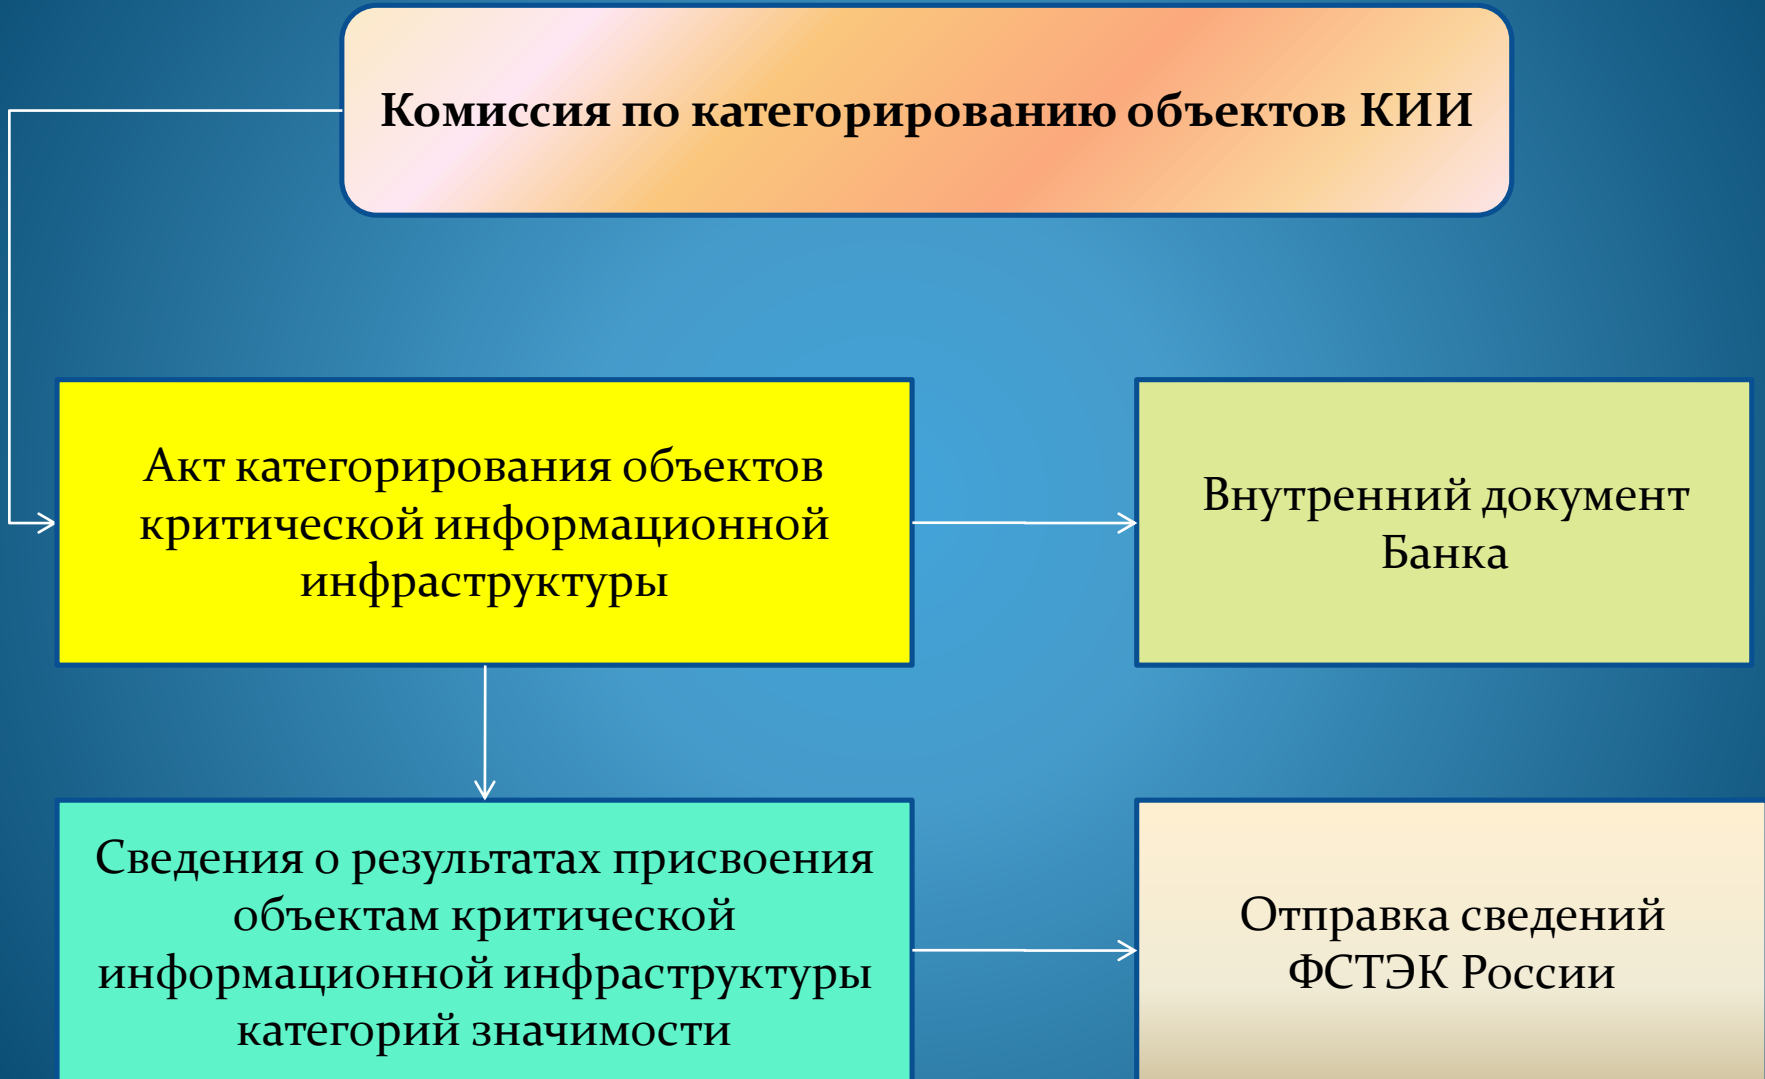 Комиссия по категорированию объектов КИИ
Акт категорирования объектов
критической информационной
инфраструктуры
Внутренний документ
Банка
Сведения о результатах присвоения
объектам критической
информационной инфраструктуры
категорий значимости
Отправка сведений
ФСТЭК России